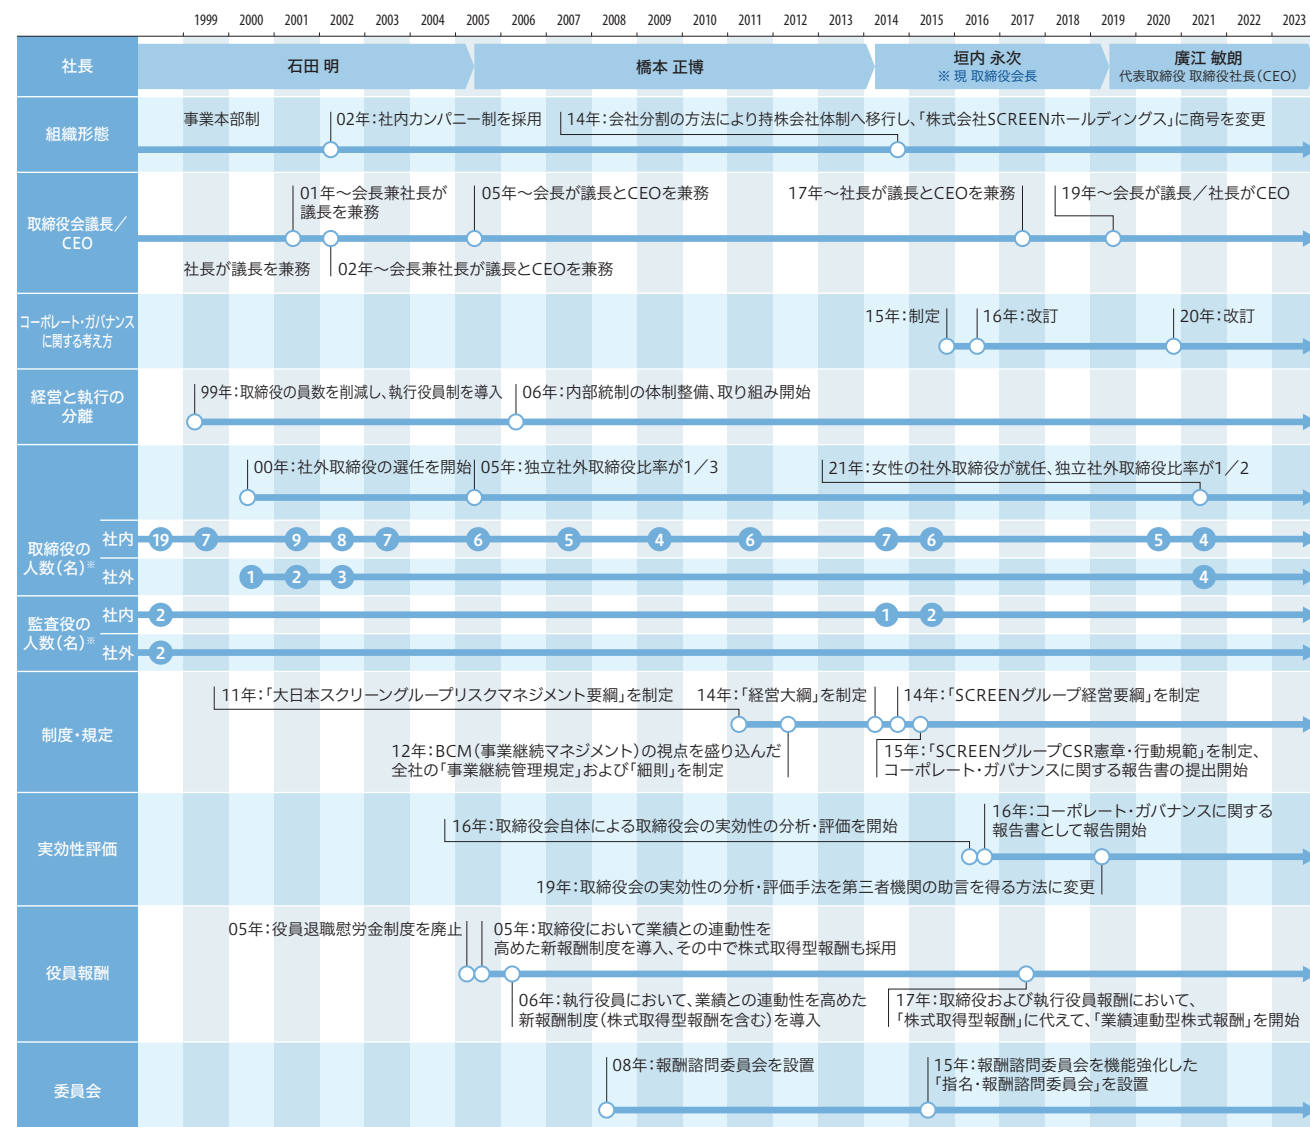 1999 2000 2001 2002 2003 2004 2005 2006 2007 2008 2009 2010 2011 2012 2013 2014 2015 2016 2017 2018 2019 2020 2021 2022 2023
社長
石田 明
橋本 正博
垣内 永次
※ 現 取締役会長
廣江 敏朗
代表取締役 取締役社長（CEO）
組織形態
事業本部制
02年：社内カンパニー制を採用
14年：会社分割の方法により持株会社体制へ移行し、「株式会社SCREENホールディングス」に商号を変更
取締役会議長／
CEO
01年～会長兼社長が
議長を兼務
05年～会長が議長とCEOを兼務
17年～社長が議長とCEOを兼務
19年～会長が議長／社長がCEO
社長が議長を兼務
02年～会長兼社長が議長とCEOを兼務
コーポレート・ガバナンス
に関する考え方
15年：制定
16年：改訂
20年：改訂
経営と執行の
分離
99年：取締役の員数を削減し、執行役員制を導入
06年：内部統制の体制整備、取り組み開始
00年：社外取締役の選任を開始
05年：独立社外取締役比率が1／3
21年：女性の社外取締役が就任、独立社外取締役比率が1／2
取締役の
人数（名）※
社内
19 7 9 8 7 6 5 4 6 7 6 5 4
社外
1 2 3 4
監査役の
人数（名）※
社内
2 1 2
社外
2
制度・規定
11年：「大日本スクリーングループリスクマネジメント要綱」を制定
14年：「経営大綱」を制定
14年：「SCREENグループ経営要綱」を制定
12年：BCM（事業継続マネジメント）の視点を盛り込んだ
全社の「事業継続管理規定」および「細則」を制定
15年：「SCREENグループCSR憲章・行動規範」を制定、
コーポレート・ガバナンスに関する報告書の提出開始
実効性評価
16年：取締役会自体による取締役会の実効性の分析・評価を開始
16年：コーポレート・ガバナンスに関する
報告書として報告開始
19年：取締役会の実効性の分析・評価手法を第三者機関の助言を得る方法に変更
役員報酬
05年：役員退職慰労金制度を廃止
05年：取締役において業績との連動性を
高めた新報酬制度を導入、その中で株式取得型報酬も採用
06年：執行役員において、業績との連動性を高めた
新報酬制度（株式取得型報酬を含む）を導入
17年：取締役および執行役員報酬において、
「株式取得型報酬」に代えて、「業績連動型株式報酬」を開始
委員会
08年：報酬諮問委員会を設置
15年：報酬諮問委員会を機能強化した
「指名・報酬諮問委員会」を設置